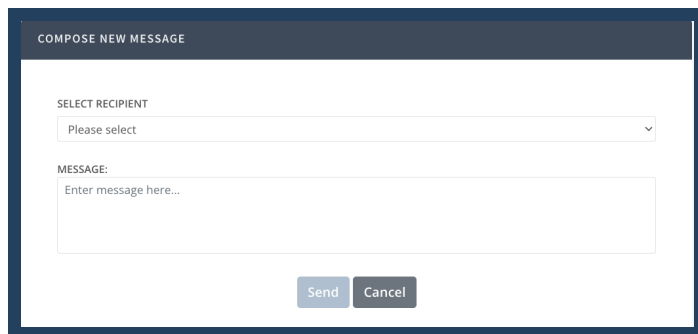 COMPOSE NEW MESSAGE
SELECT RECIPIENT
Please select
MESSAGE:
Enter message here...
Send Cancel